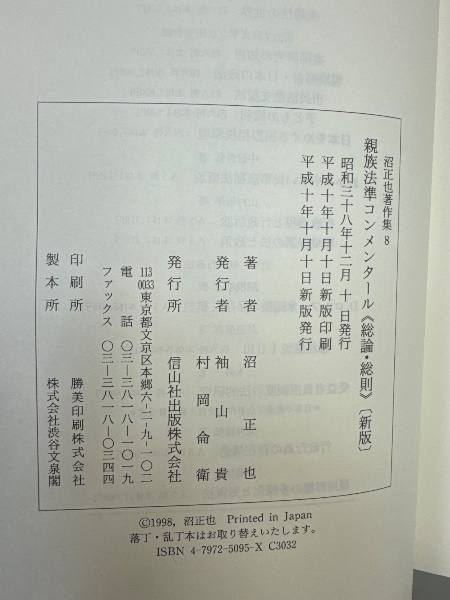 沼正也著作集 8
親族法準コンメンタール《総論・総則》〔新版〕
昭和三十八年十二月 十日発行
平成十年十月十日新版印刷
平成十年十月十日新版発行
著者 沼正也
発行者 袖山貴
村岡侖衛
発行所 信山社出版株式会社
113-0033 東京都文京区本郷六-二-九-一〇二
電話 〇三-三八一八-一〇一九
ファックス 〇三-三八一八-〇三四四
印刷所 勝美印刷株式会社
製本所 株式会社渋谷文泉閣
©1998, 沼正也 Printed in Japan
落丁・乱丁本はお取り替えいたします。
ISBN 4-7972-5095-X C3032